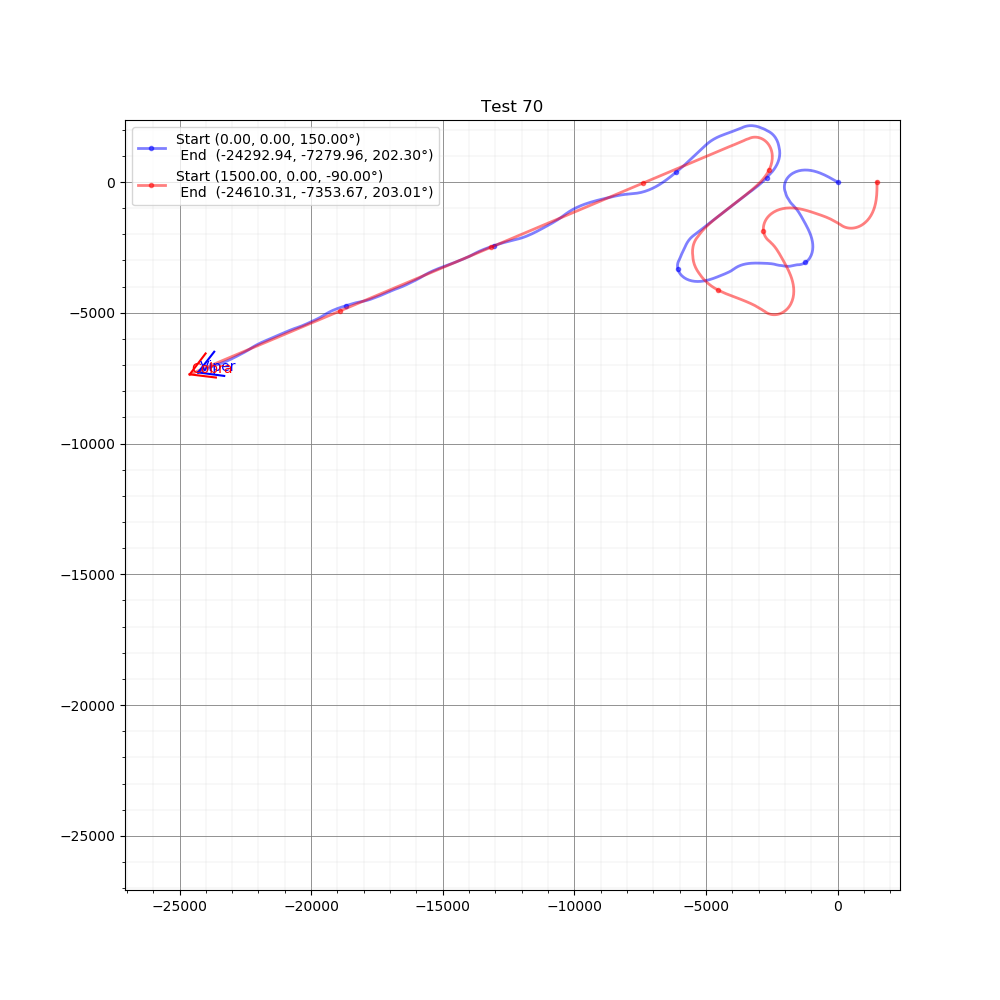 Test 70
Start (0.00, 0.00, 150.00°)
End (-24292.94, -7279.96, 202.30°)
Start (1500.00, 0.00, -90.00°)
End (-24610.31, -7353.67, 203.01°)
0
−5000
−10000
−15000
−20000
−25000
Viper
−25000 −20000 −15000 −10000 −5000 0